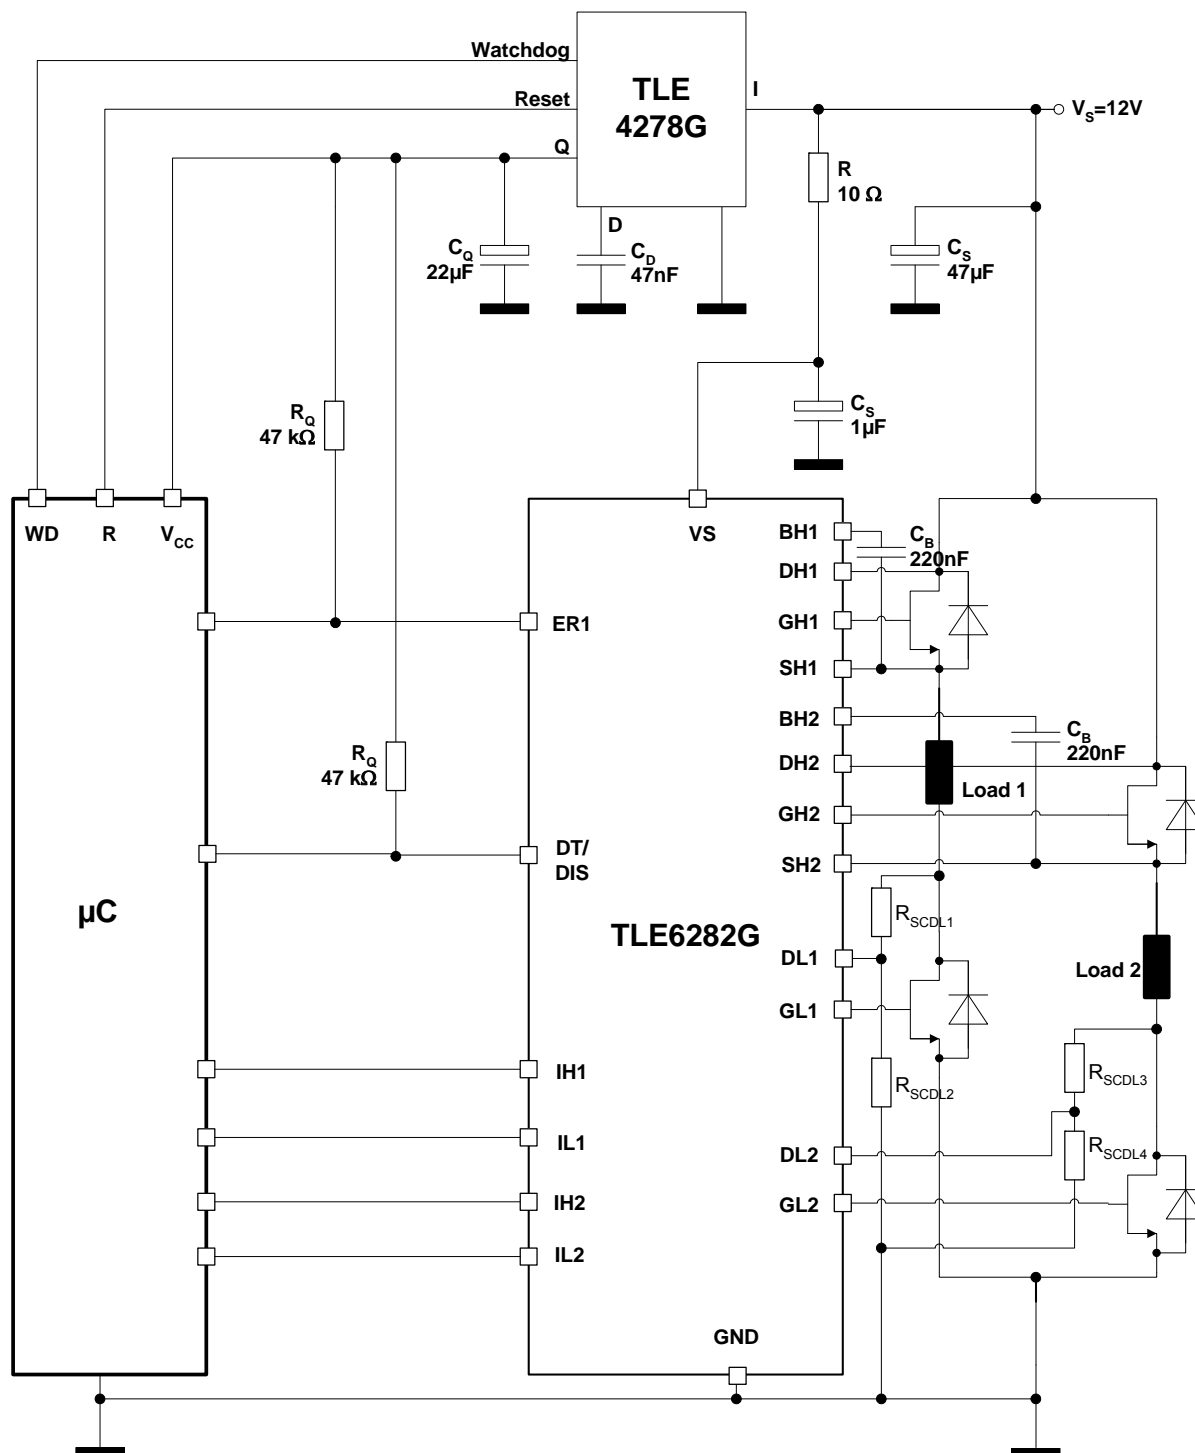 Watchdog
TLE
4278G
I
Reset
V_S=12V
Q
R
10 Ω
D
C_Q
22µF
C_D
47nF
C_S
47µF
C_S
1µF
R_Q
47 kΩ
WD
R
V_CC
VS
BH1
C_B
220nF
DH1
ER1
GH1
SH1
BH2
C_B
220nF
R_Q
47 kΩ
DH2
Load 1
GH2
DT/
DIS
SH2
µC
TLE6282G
R_SCDL1
DL1
Load 2
GL1
IH1
R_SCDL2
R_SCDL3
IL1
DL2
R_SCDL4
IH2
GL2
IL2
GND